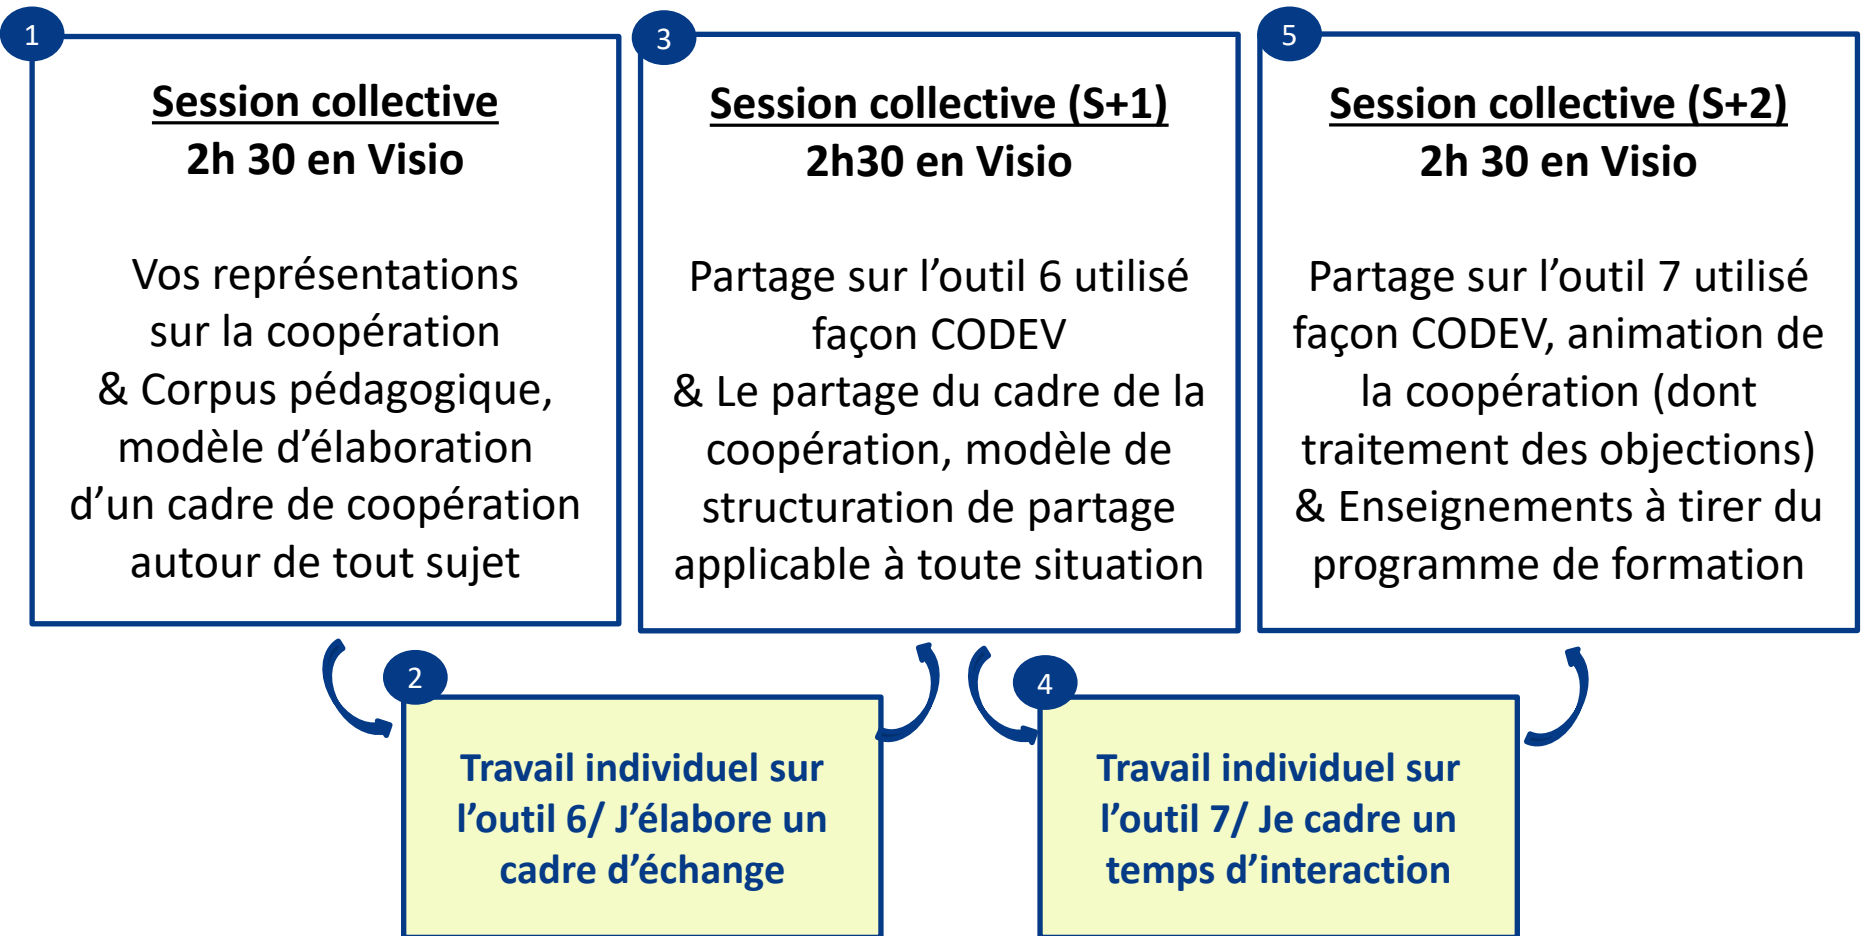 1
Session collective
2h 30 en Visio
Vos représentations
sur la coopération
& Corpus pédagogique,
modèle d’élaboration
d’un cadre de coopération
autour de tout sujet
2
Travail individuel sur
l’outil 6/ J’élabore un
cadre d’échange
3
Session collective (S+1)
2h30 en Visio
Partage sur l’outil 6 utilisé
façon CODEV
& Le partage du cadre de la
coopération, modèle de
structuration de partage
applicable à toute situation
4
Travail individuel sur
l’outil 7/ Je cadre un
temps d’interaction
5
Session collective (S+2)
2h 30 en Visio
Partage sur l’outil 7 utilisé
façon CODEV, animation de
la coopération (dont
traitement des objections)
& Enseignements à tirer du
programme de formation